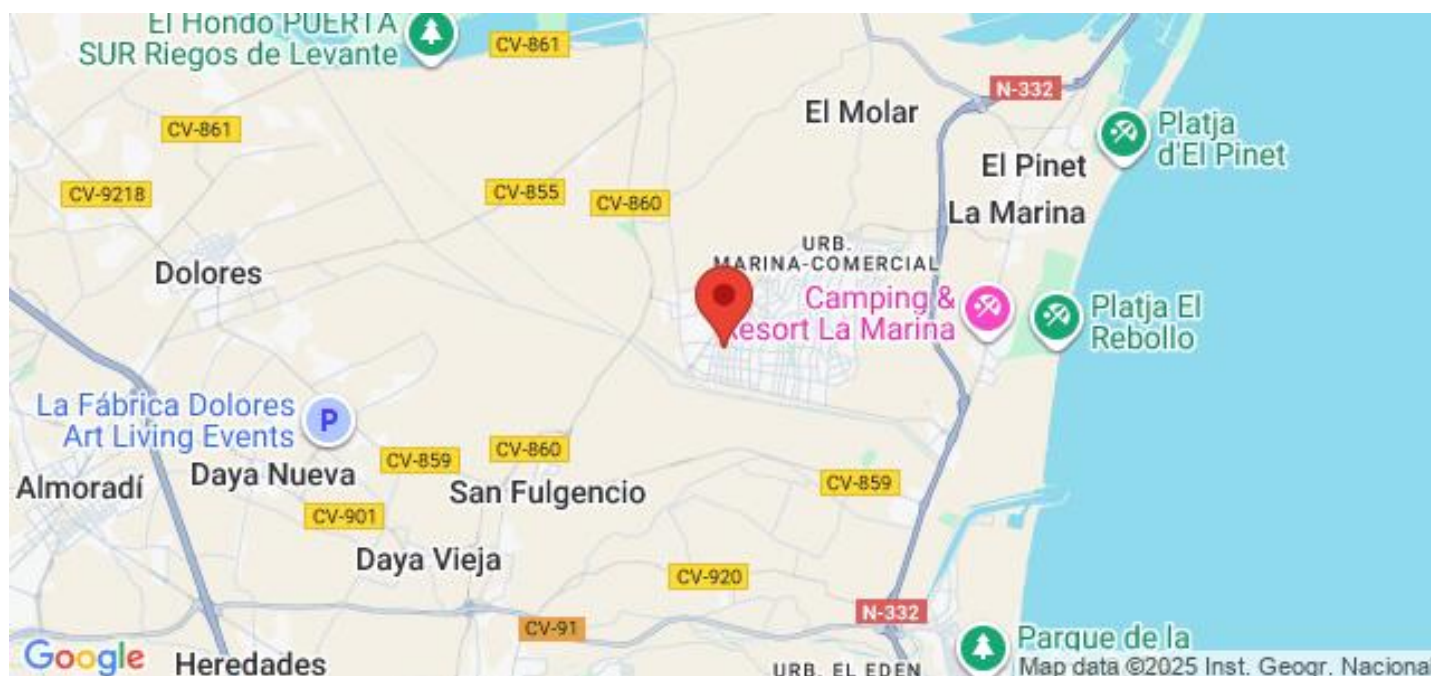 El Hondo PUERTA
SUR Riegos de Levante
CV-861
N-332
El Molar
CV-861
Platja
d'El Pinet
El Pinet
CV-9218
CV-855
CV-860
La Marina
URB.
MARINA-COMERCIAL
Dolores
Camping &
Resort La Marina
Platja El
Rebollo
La Fábrica Dolores
Art Living Events
P
CV-860
CV-859
Daya Nueva
Almoradí
San Fulgencio
CV-859
CV-901
Daya Vieja
CV-920
N-332
CV-91
Parque de la
Google
Heredades
URB. EL EDEN
Map data ©2025 Inst. Geogr. Nacional